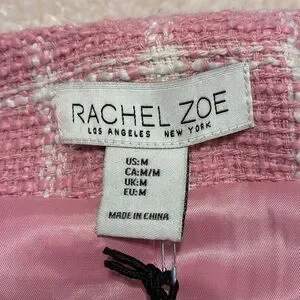 RACHEL ZOE
LOS ANGELES NEW YORK
US:M
CA:M/M
UK:M
EU:M
MADE IN CHINA